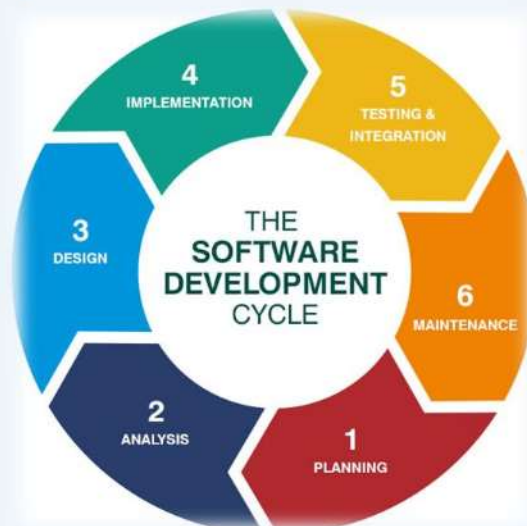 THE
SOFTWARE
DEVELOPMENT
CYCLE
1
PLANNING
2
ANALYSIS
3
DESIGN
4
IMPLEMENTATION
5
TESTING &
INTEGRATION
6
MAINTENANCE